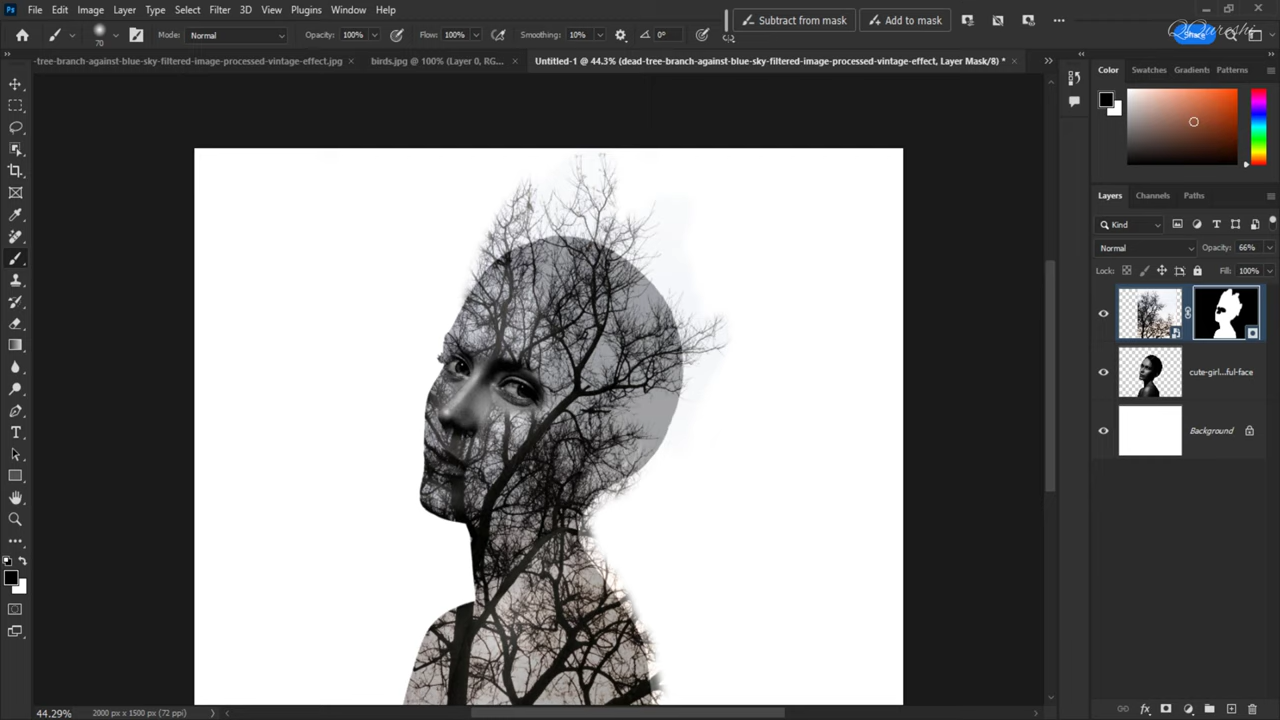 Ps File Edit Image Layer Type Select Filter 3D View Plugins Window Help
Subtract from mask Add to mask
70 Mode: Normal Opacity: 100% Flow: 100% Smoothing: 10% 0° Share
QQureshi
-tree-branch-against-blue-sky-filtered-image-processed-vintage-effect.jpg × birds.jpg @ 100% (Layer 0, RG... × Untitled-1 @ 44.3% (dead-tree-branch-against-blue-sky-filtered-image-processed-vintage-effect, Layer Mask/8) * ×
Color Swatches Gradients Patterns
Layers Channels Paths
Kind
Normal Opacity: 66%
Lock: Fill: 100%
cute-girl...ful-face
Background
44.29% 2000 px x 1500 px (72 ppi)